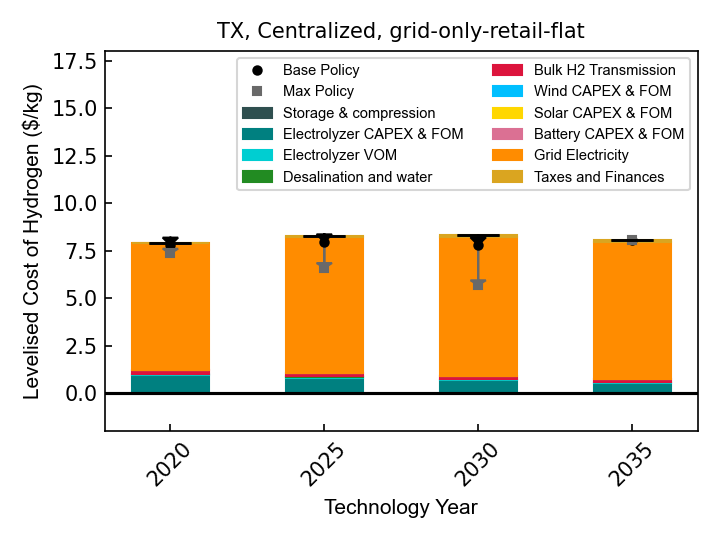 TX, Centralized, grid-only-retail-flat
Levelised Cost of Hydrogen ($/kg)
17.5
15.0
12.5
10.0
7.5
5.0
2.5
0.0
Base Policy
Max Policy
Storage & compression
Electrolyzer CAPEX & FOM
Electrolyzer VOM
Desalination and water
Bulk H2 Transmission
Wind CAPEX & FOM
Solar CAPEX & FOM
Battery CAPEX & FOM
Grid Electricity
Taxes and Finances
2020
2025
2030
2035
Technology Year